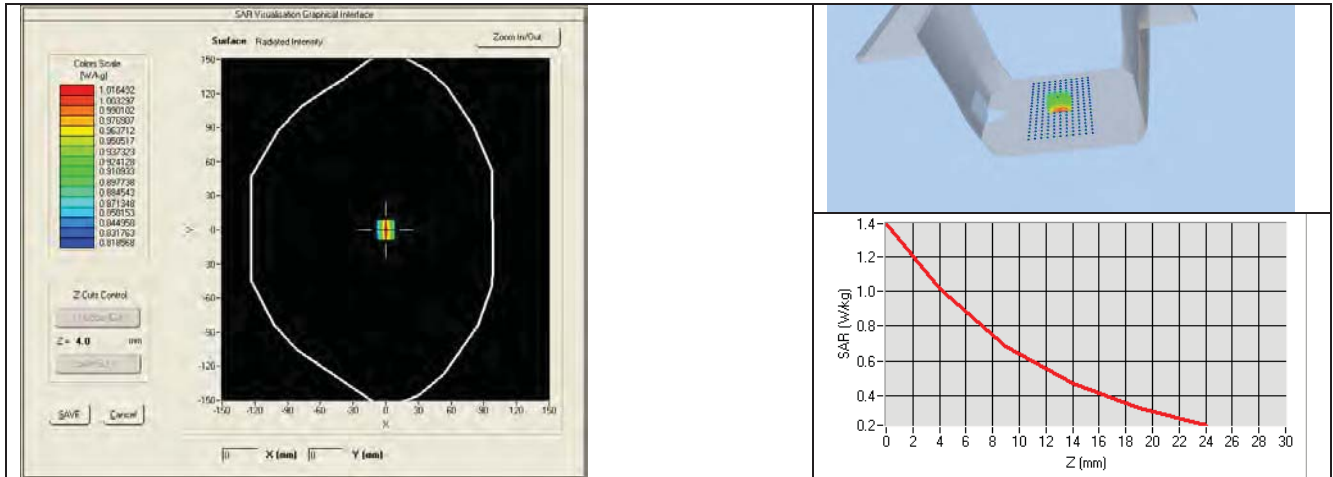 SAR Visualisation Graphical Interface
Surface Radiated Intensity
Zoom In/Out
Colors Scale
(W/kg)
1.016492
1.003297
0.990102
0.976907
0.963712
0.950517
0.937323
0.924128
0.910933
0.897738
0.884543
0.871348
0.858153
0.844958
0.831763
0.818568
Z Cuts Control
Z = 4.0 mm
SAVE Cancel
150
120
90
60
30
0
-30
-60
-90
-120
-150
Y
-150 -120 -90 -60 -30 0 30 60 90 120 150
X
0 X (mm) 0 Y (mm)
1.4
1.2
1.0
0.8
0.6
0.4
0.2
SAR (W/kg)
0 2 4 6 8 10 12 14 16 18 20 22 24 26 28 30
Z (mm)